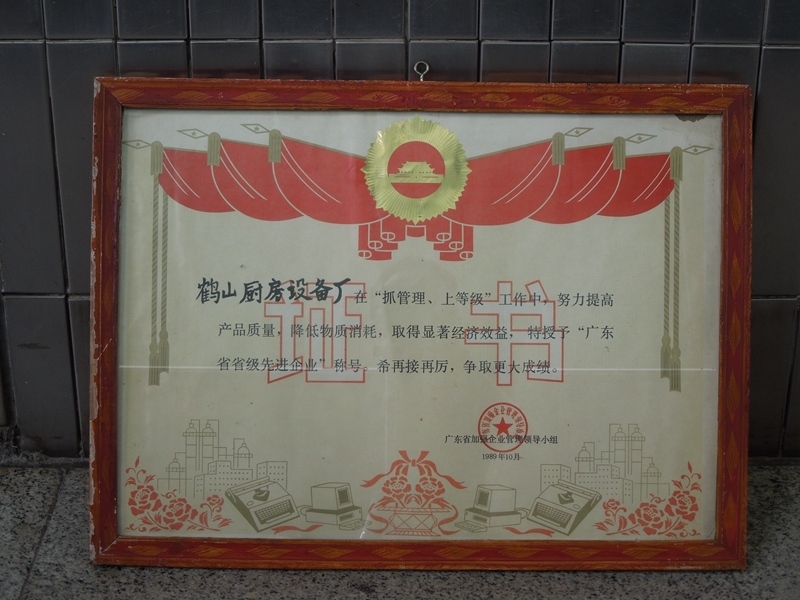 鹤山厨房设备厂在“抓管理、上等级”工作中，努力提高
产品质量，降低物质消耗，取得显著经济效益，特授予“广东
省省级先进企业”称号。希再接再厉，争取更大成绩。
证书
广东省加强企业管理领导小组
1989年10月